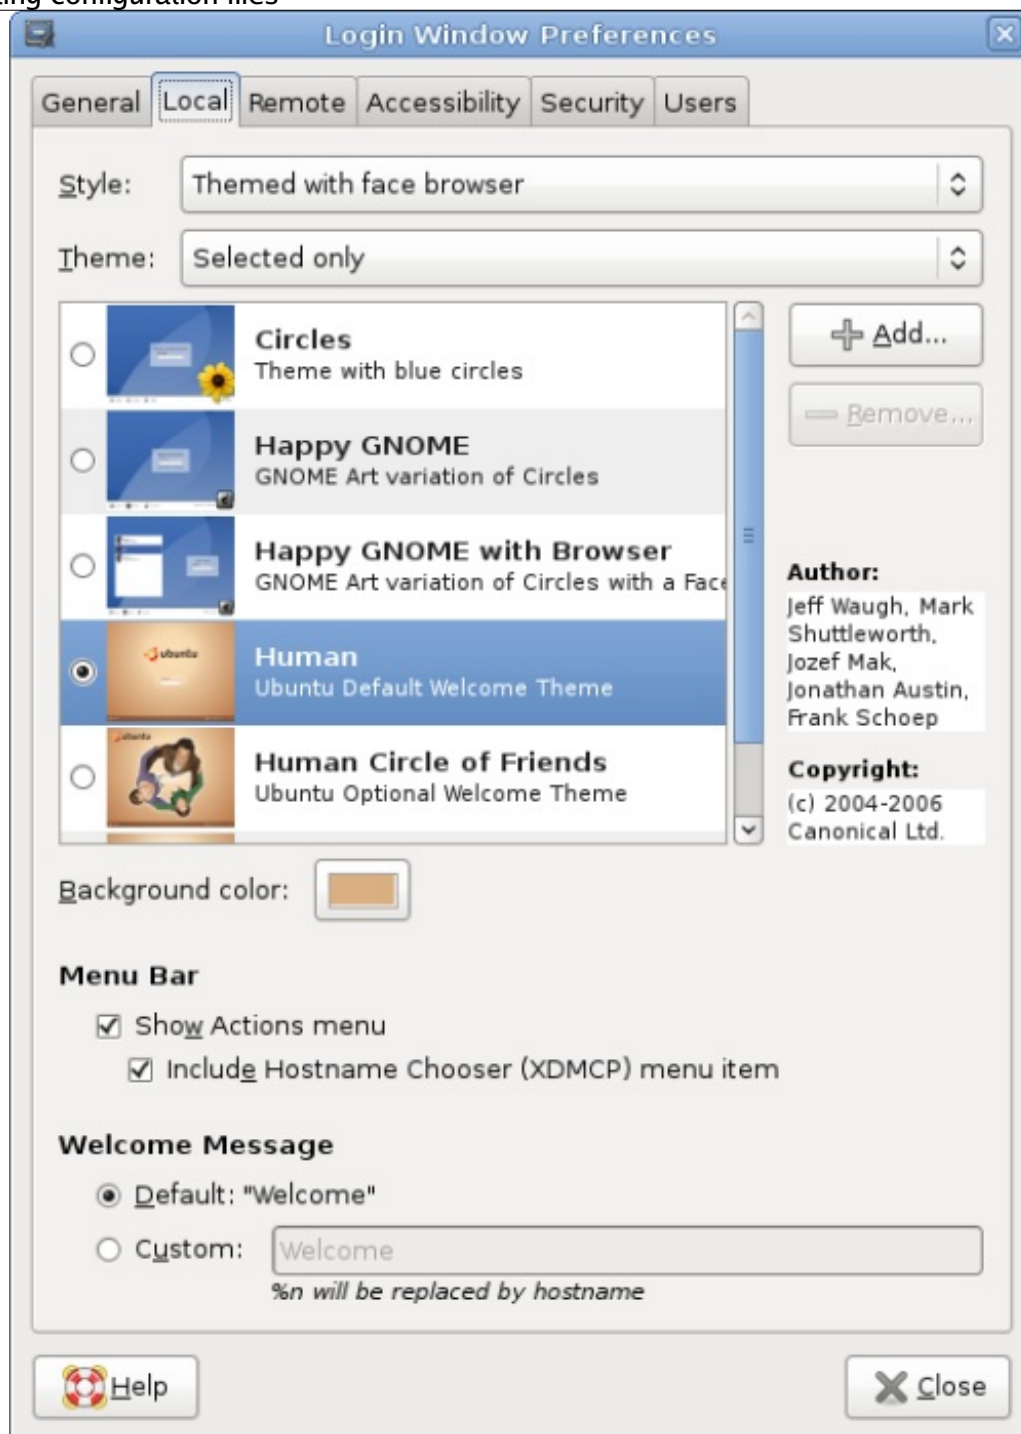 configuration files
Login Window Preferences
General Local Remote Accessibility Security Users
Style: Themed with face browser
Theme: Selected only
Circles
Theme with blue circles
Add...
Remove...
Happy GNOME
GNOME Art variation of Circles
Happy GNOME with Browser
GNOME Art variation of Circles with a Face
Author:
Jeff Waugh, Mark
Shuttleworth,
Jozef Mak,
Jonathan Austin,
Frank Schoep
ubuntu
Human
Ubuntu Default Welcome Theme
ubuntu
Human Circle of Friends
Ubuntu Optional Welcome Theme
Copyright:
(c) 2004-2006
Canonical Ltd.
Background color:
Menu Bar
Show Actions menu
Include Hostname Chooser (XDMCP) menu item
Welcome Message
Default: "Welcome"
Custom: Welcome
%n will be replaced by hostname
Help
Close